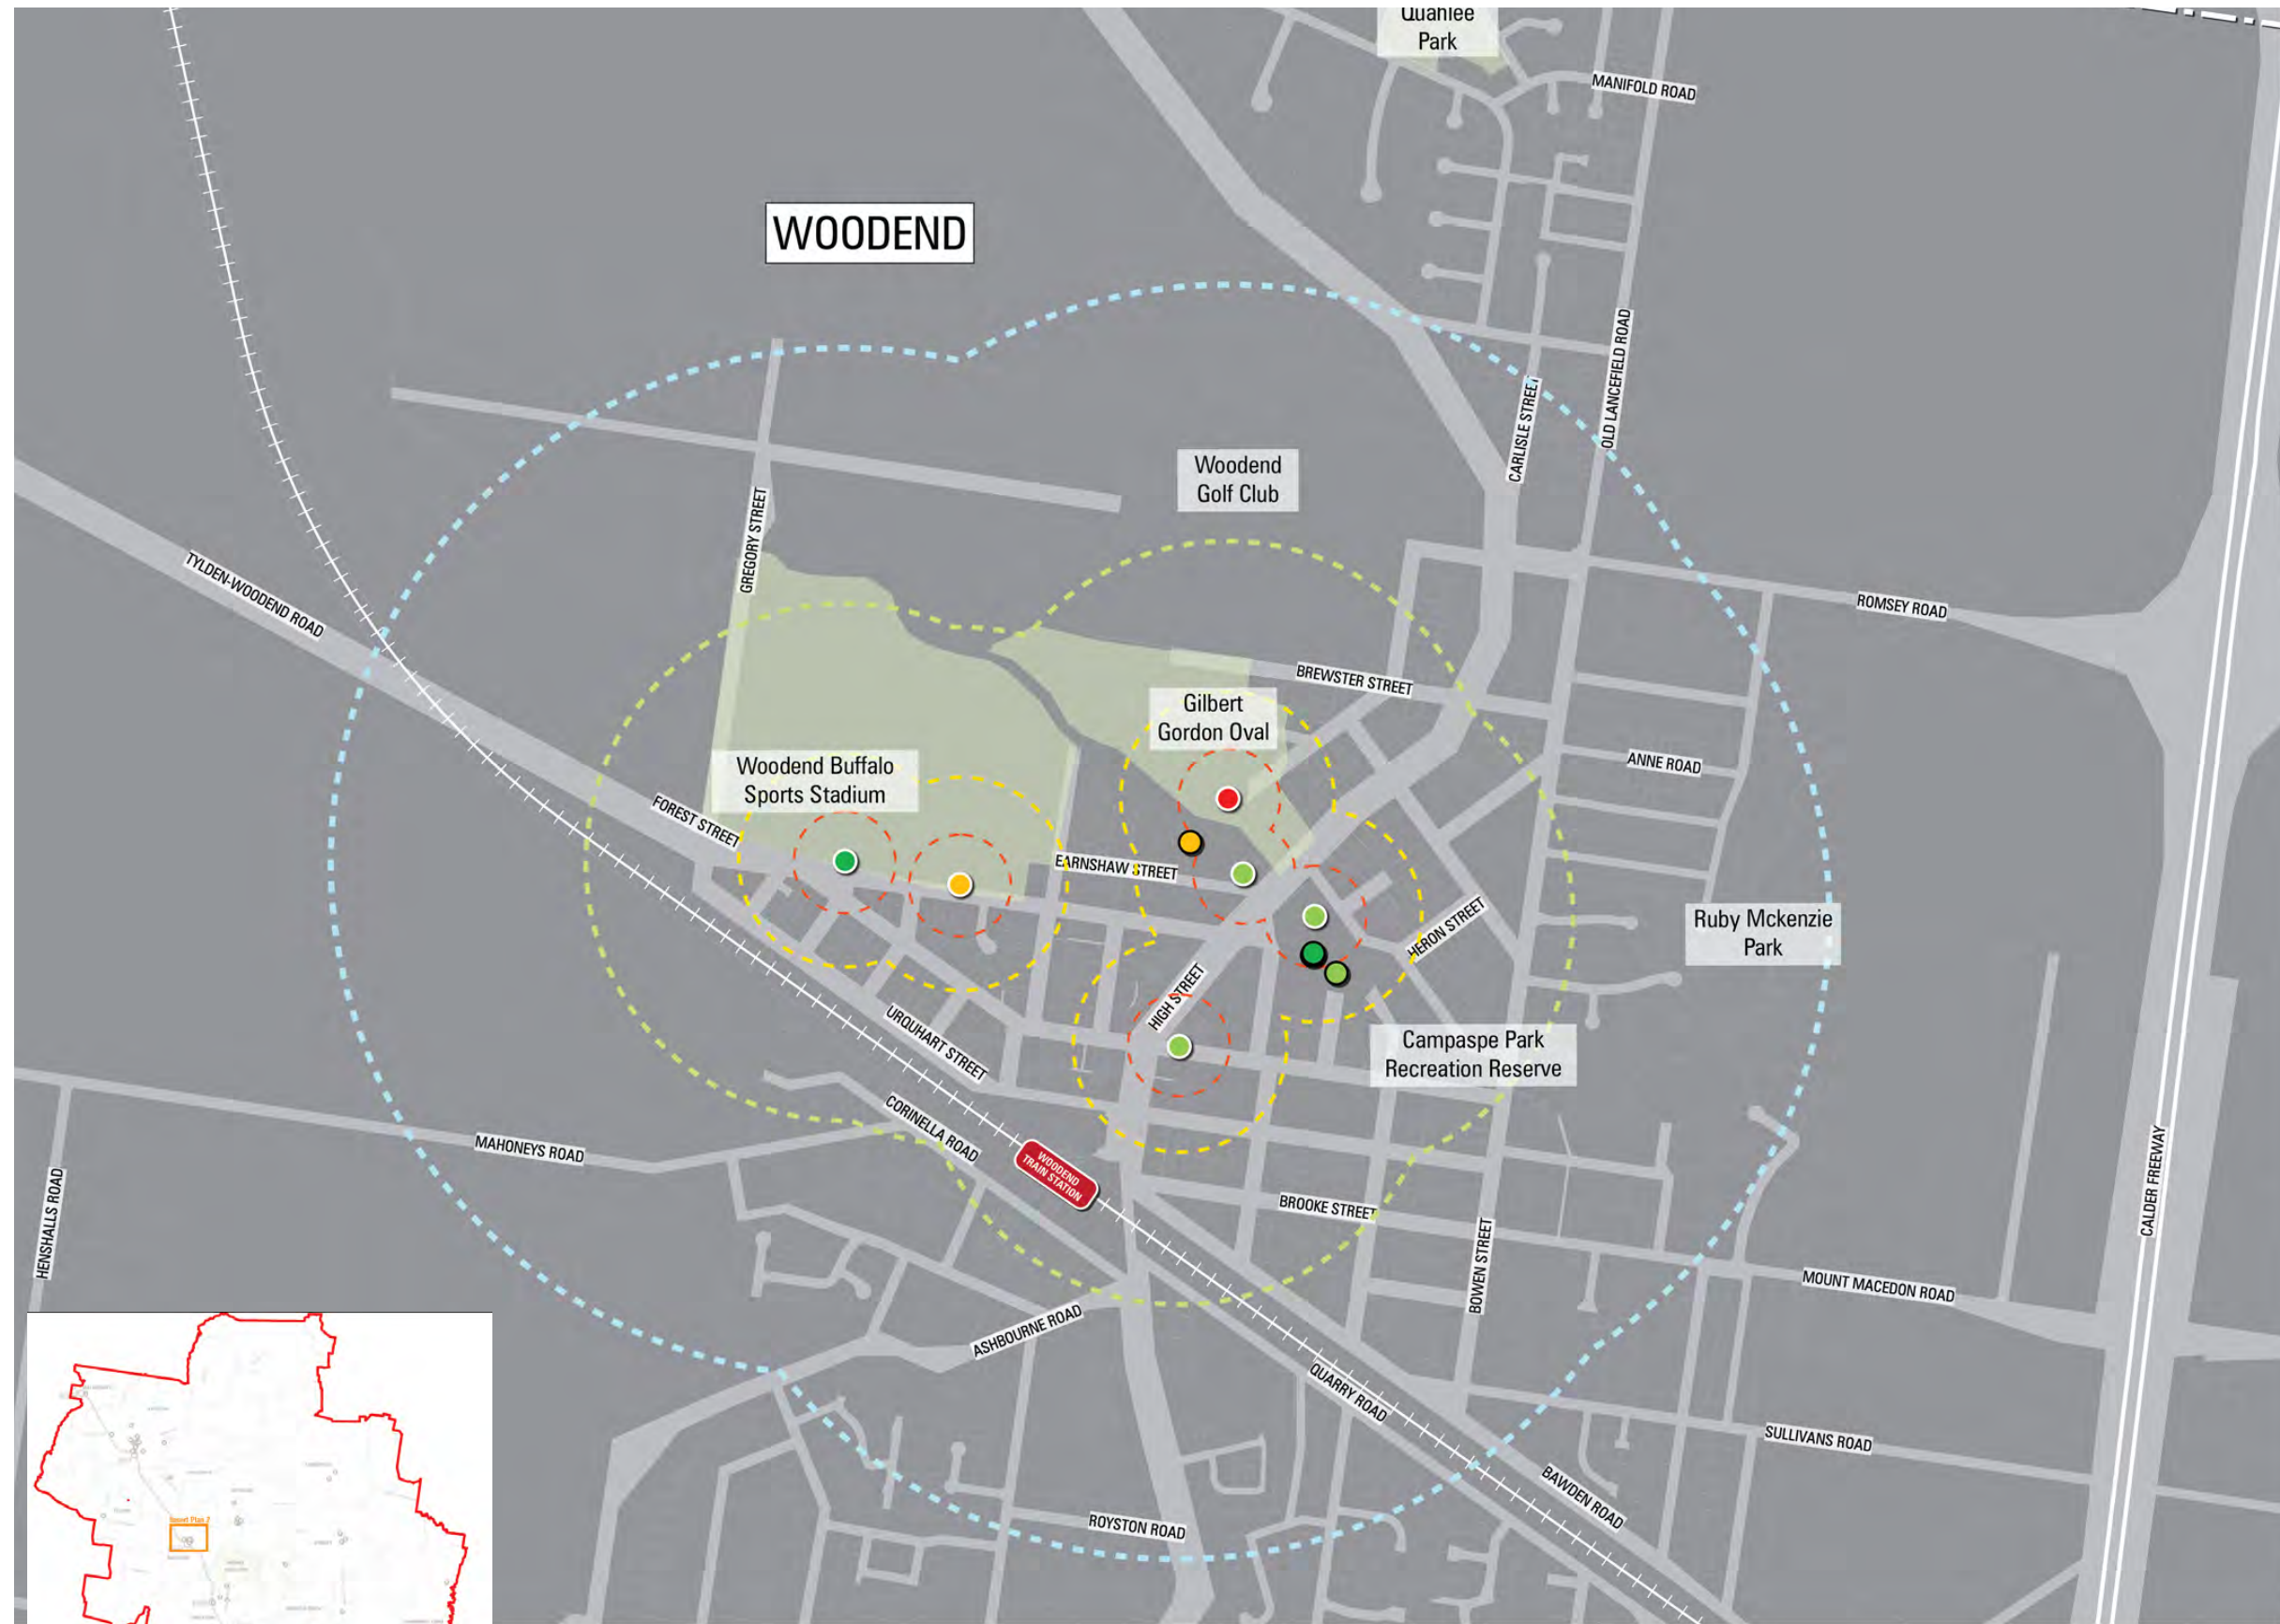 Quahlee
Park
MANIFOLD ROAD
WOODEND
OLD LANCEFIELD ROAD
CARLISLE STREET
Woodend
Golf Club
GREGORY STREET
TYLDEN-WOODEND ROAD
ROMSEY ROAD
BREWSTER STREET
Gilbert
Gordon Oval
ANNE ROAD
Woodend Buffalo
Sports Stadium
FOREST STREET
EARNSHAW STREET
HERON STREET
Ruby Mckenzie
Park
HIGH STREET
URQUHART STREET
Campaspe Park
Recreation Reserve
CORINELLA ROAD
MAHONEYS ROAD
WOODEND
TRAIN STATION
HENSHALLS ROAD
BROOKE STREET
CALDER FREEWAY
BOWEN STREET
MOUNT MACEDON ROAD
ASHBOURNE ROAD
QUARRY ROAD
SULLIVANS ROAD
BAWDEN ROAD
ROYSTON ROAD